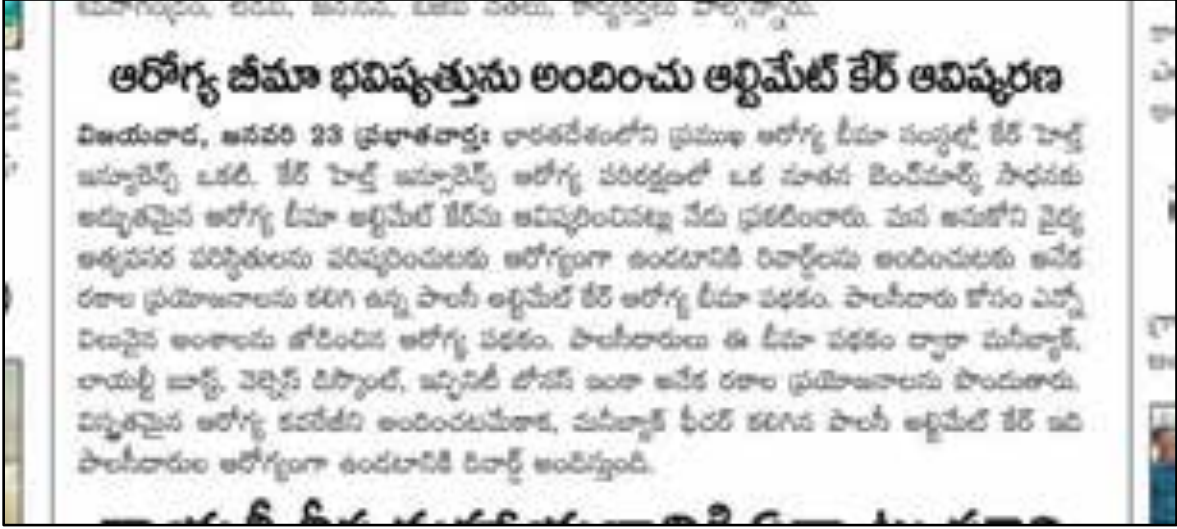 ఆరోగ్య బీమా భవిష్యత్తును అందించు ఆల్టిమేట్ కేర్ ఆవిష్కరణ
విజయవాడ, జనవరి 23 ప్రభాతవార్త: భారతదేశంలోని ప్రముఖ ఆరోగ్య బీమా సంస్థల్లో కేర్ హెల్త్
ఇన్సూరెన్స్ ఒకటి. కేర్ హెల్త్ ఇన్సూరెన్స్ ఆరోగ్య పరిరక్షణలో ఒక నూతన బెంచ్‌మార్క్ సాధనకు
అద్భుతమైన ఆరోగ్య బీమా అల్టిమేట్ కేర్‌ను ఆవిష్కరించినట్లు నేడు ప్రకటించారు. మన అనుకోని వైద్య
అత్యవసర పరిస్థితులను పరిష్కరించుటకు ఆరోగ్యంగా ఉండటానికి రివార్డ్‌లను అందించుటకు అనేక
రకాల ప్రయోజనాలను కలిగి ఉన్న పాలసీ అల్టిమేట్ కేర్ ఆరోగ్య బీమా పథకం. పాలసీదారు కోసం ఎన్నో
విలువైన అంశాలను జోడించిన ఆరోగ్య పథకం. పాలసీదారులు ఈ బీమా పథకం ద్వారా మనీబ్యాక్,
లాయల్టీ బూస్ట్, వెల్నెస్ డిస్కౌంట్, ఇన్ఫినిటీ బోనస్ ఇంకా అనేక రకాల ప్రయోజనాలను పొందుతారు.
విస్తృతమైన ఆరోగ్య కవరేజీని అందించటమేకాక, మనీబ్యాక్ ఫీచర్ కలిగిన పాలసీ అల్టిమేట్ కేర్ ఇది
పాలసీదారుల ఆరోగ్యంగా ఉండటానికి రివార్డ్ అందిస్తుంది.